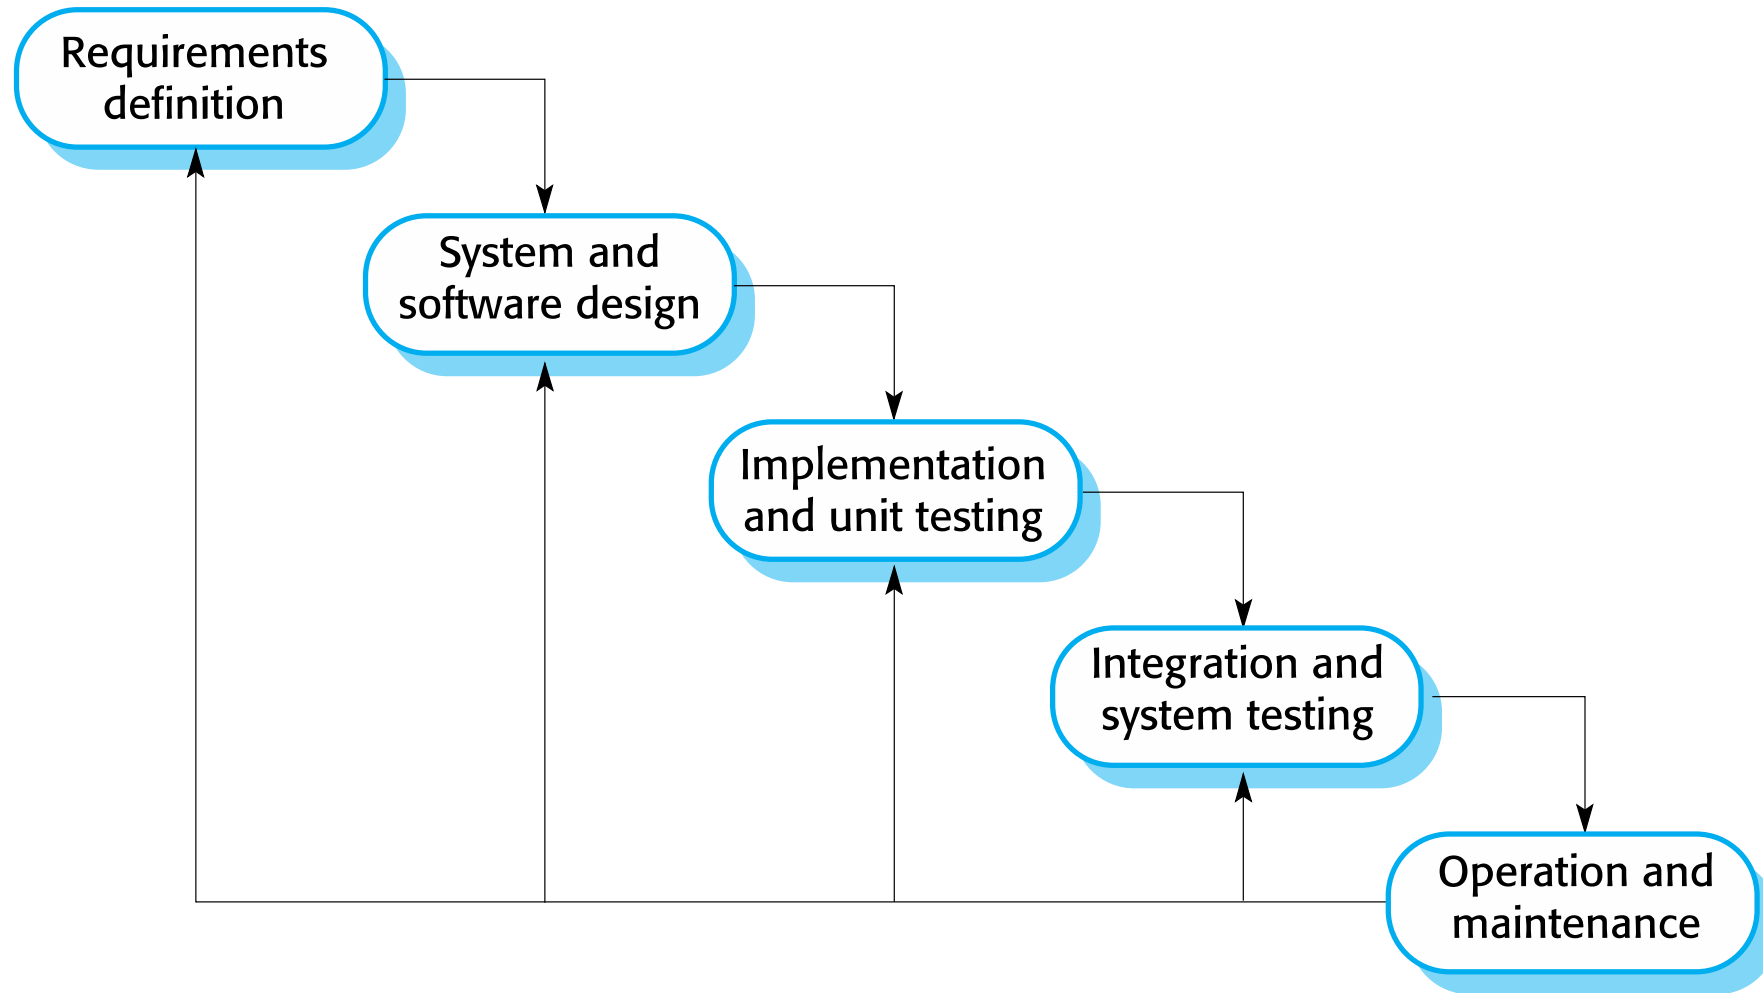 Requirements
definition
System and
software design
Implementation
and unit testing
Integration and
system testing
Operation and
maintenance